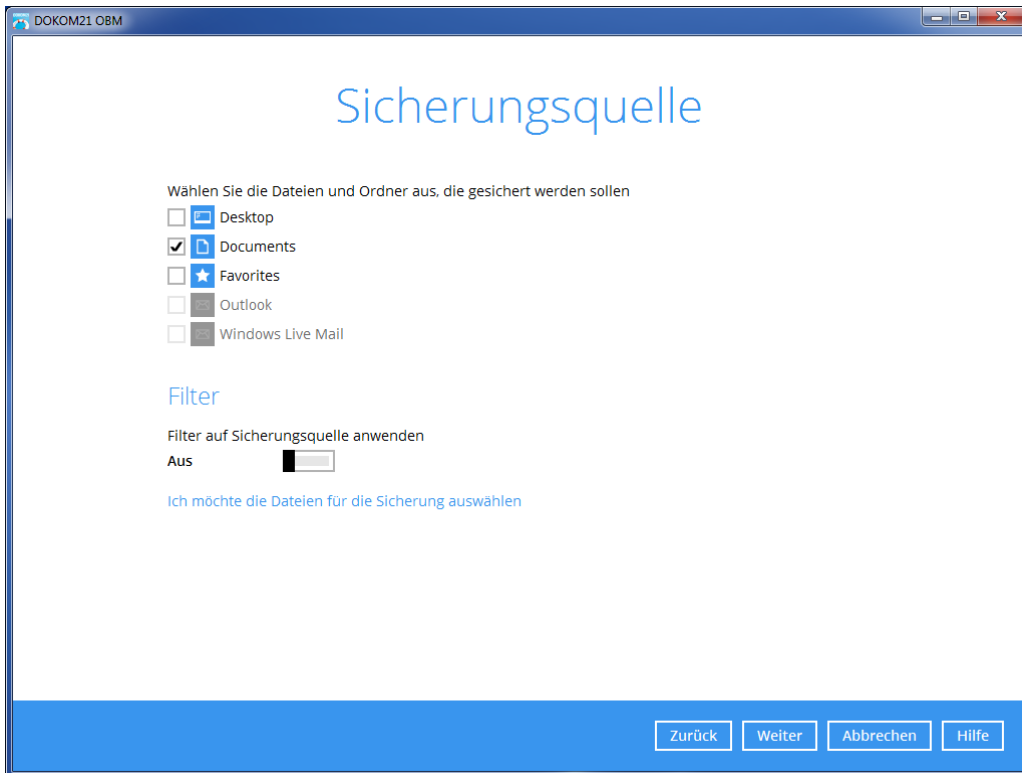 DOKOM21 OBM
Sicherungsquelle
Wählen Sie die Dateien und Ordner aus, die gesichert werden sollen
Desktop
Documents
Favorites
Outlook
Windows Live Mail
Filter
Filter auf Sicherungsquelle anwenden
Aus
Ich möchte die Dateien für die Sicherung auswählen
Zurück Weiter Abbrechen Hilfe